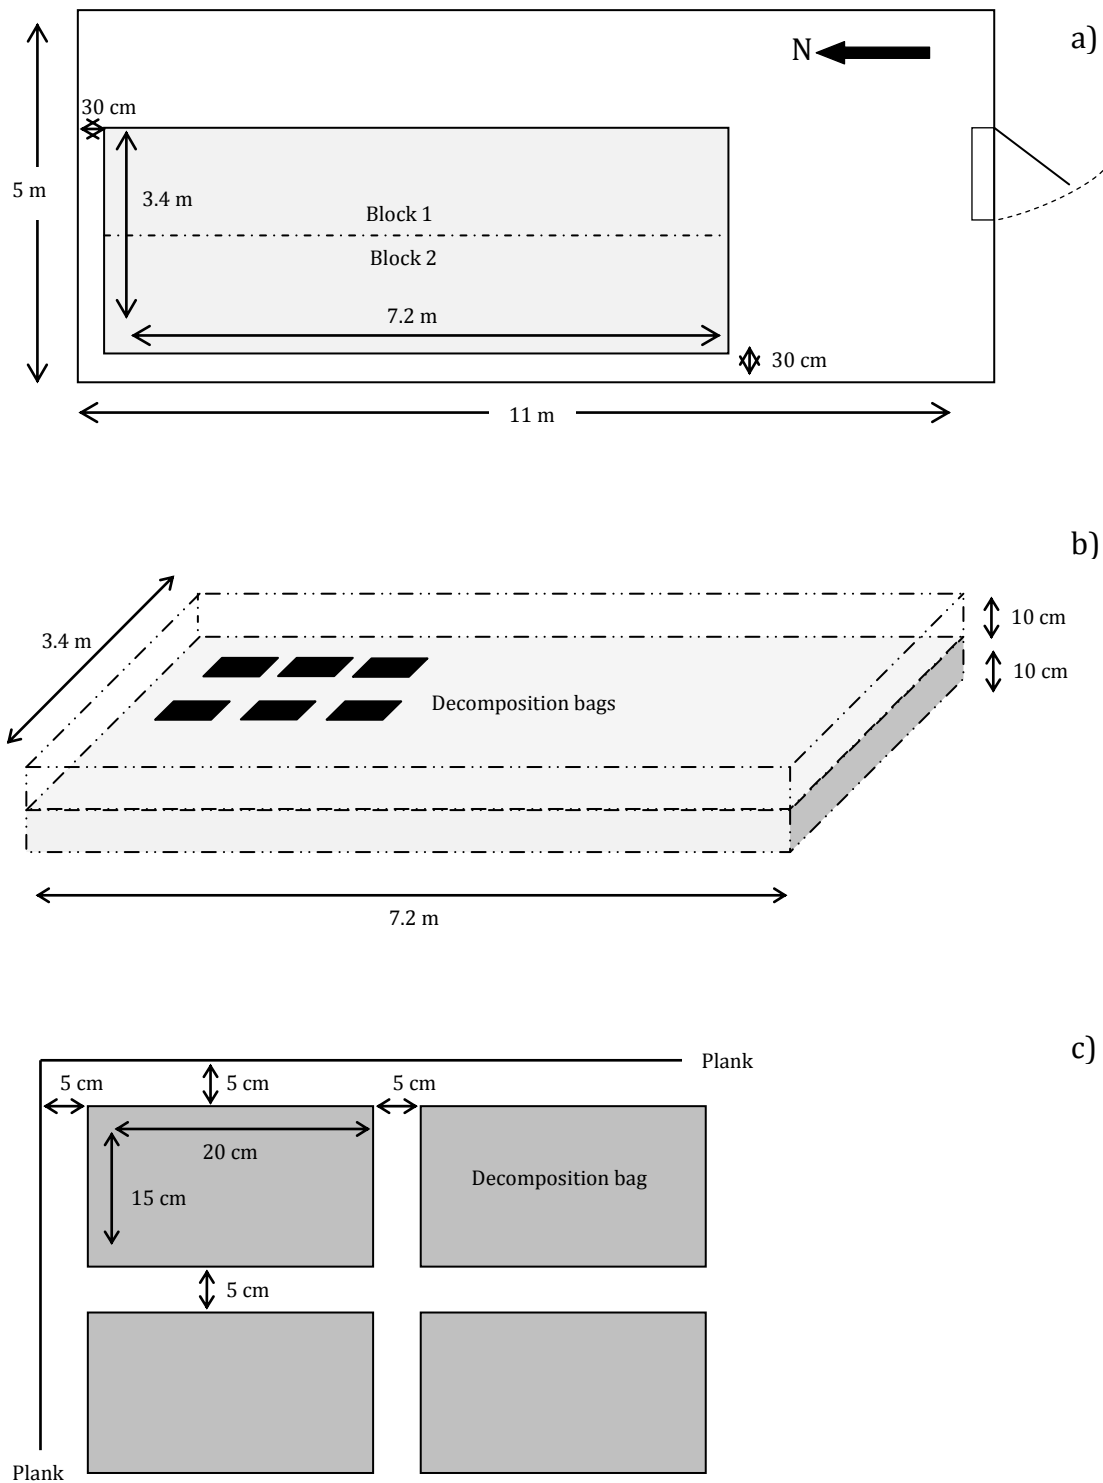 a)
N
30 cm
5 m
3.4 m
Block 1
Block 2
7.2 m
30 cm
11 m
b)
3.4 m
10 cm
10 cm
Decomposition bags
7.2 m
c)
Plank
5 cm
5 cm
5 cm
20 cm
15 cm
Decomposition bag
5 cm
Plank